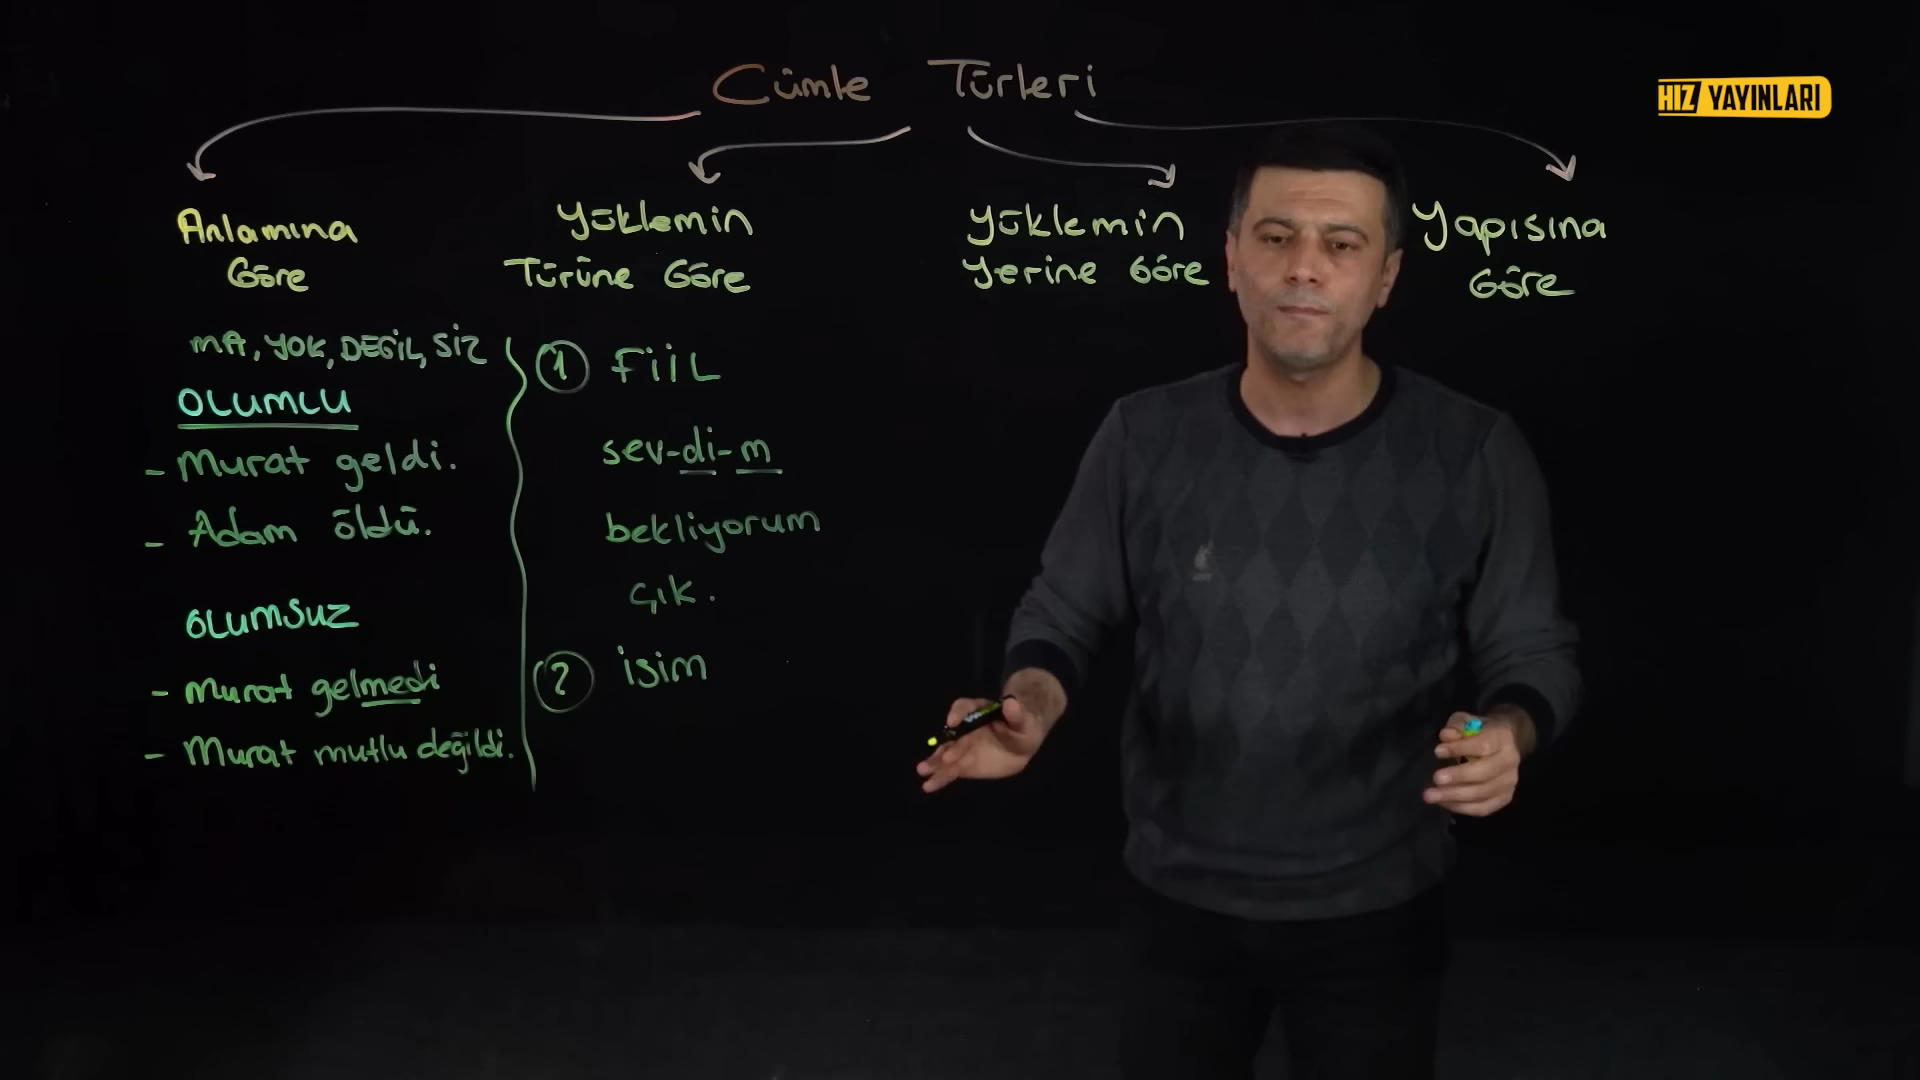 Cümle Türleri
HIZ YAYINLARI
Anlamına
Göre
MA, YOK, DEĞİL, SİZ
OLUMLU
- Murat geldi.
- Adam öldü.
OLUMSUZ
- Murat gelmedi
- Murat mutlu değildi.
Yüklemin
Türüne Göre
1 FİİL
sev-di-m
bekliyorum
çık.
2 isim
Yüklemin
Yerine Göre
Yapısına
Göre